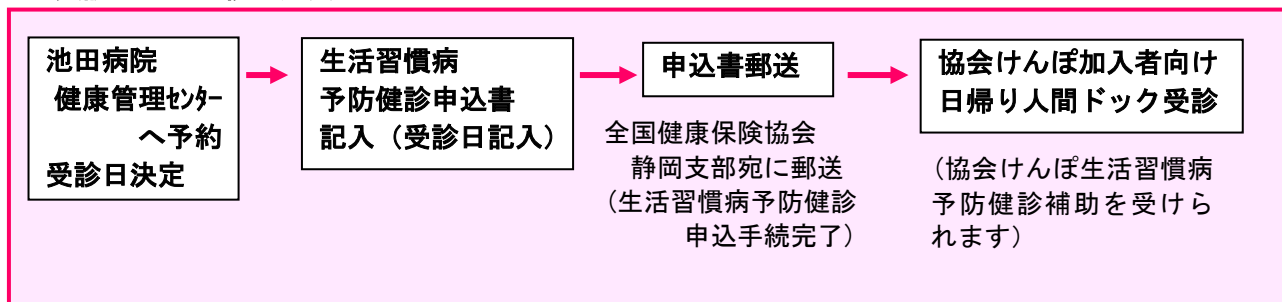 池田病院
健康管理ｾﾝﾀｰ
へ予約
受診日決定
生活習慣病
予防健診申込書
記入（受診日記入）
申込書郵送
全国健康保険協会
静岡支部宛に郵送
（生活習慣病予防健診
申込手続完了）
協会けんぽ加入者向け
日帰り人間ドック受診
（協会けんぽ生活習慣病
予防健診補助を受けら
れます）